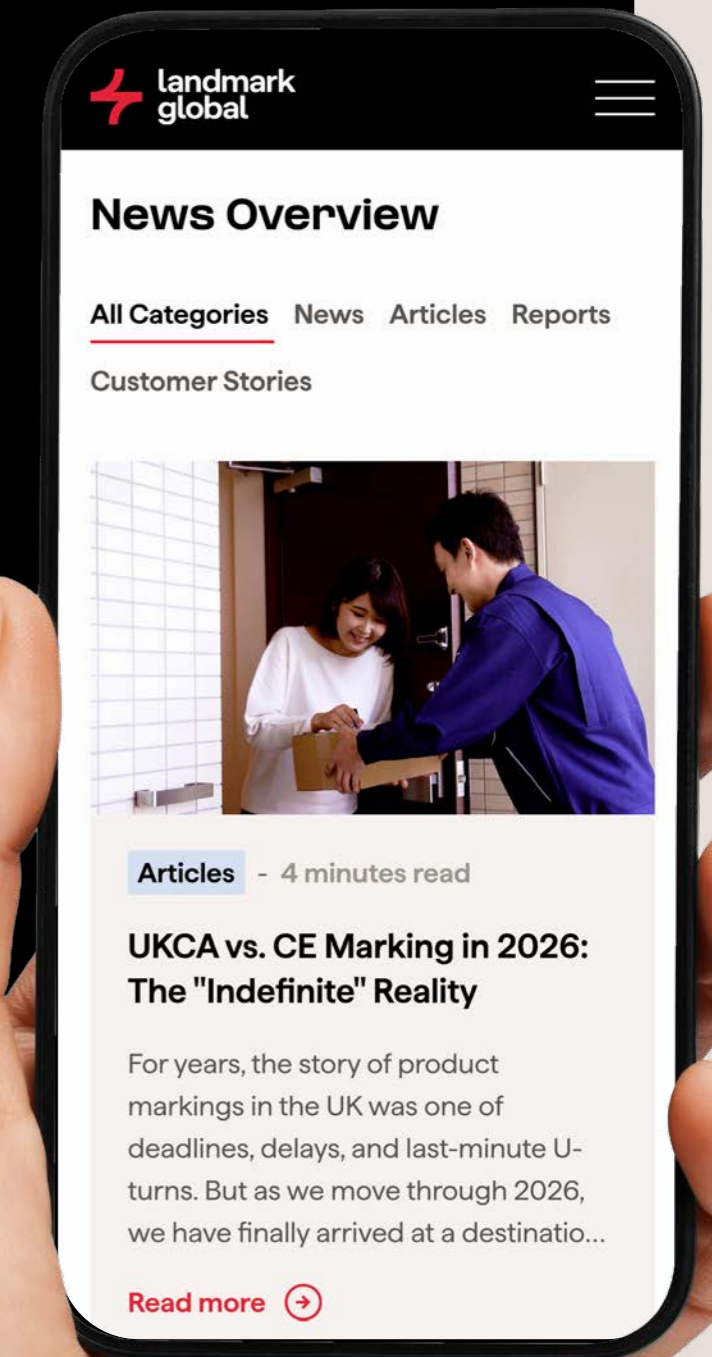 landmark
global
News Overview
All Categories News Articles Reports
Customer Stories
Articles - 4 minutes read
UKCA vs. CE Marking in 2026:
The "Indefinite" Reality
For years, the story of product
markings in the UK was one of
deadlines, delays, and last-minute U-
turns. But as we move through 2026,
we have finally arrived at a destinatio...
Read more